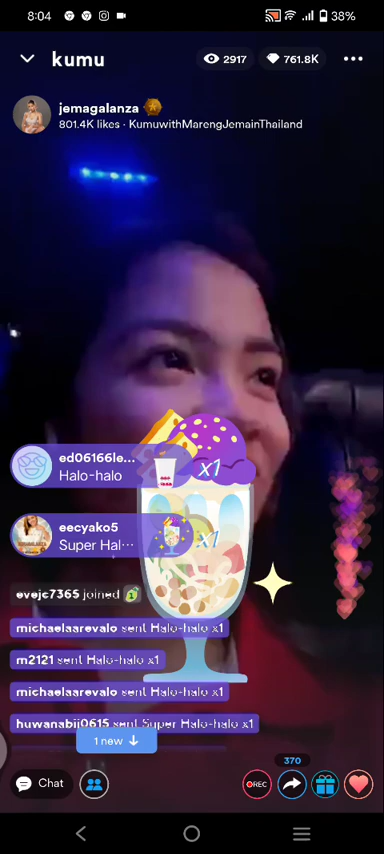 8:04
38%
kumu
2917
761.8K
jemagalanza
801.4K likes · KumuwithMarengJemainThailand
ed06166le...
Halo-halo
x1
eecyako5
Super Hal···
x1
evejc7365 joined
michaelaarevalo sent Halo-halo x1
m2121 sent Halo-halo x1
michaelaarevalo sent Halo-halo x1
huwanabij0615 sent Super Halo-halo x1
1 new
370
Chat
REC